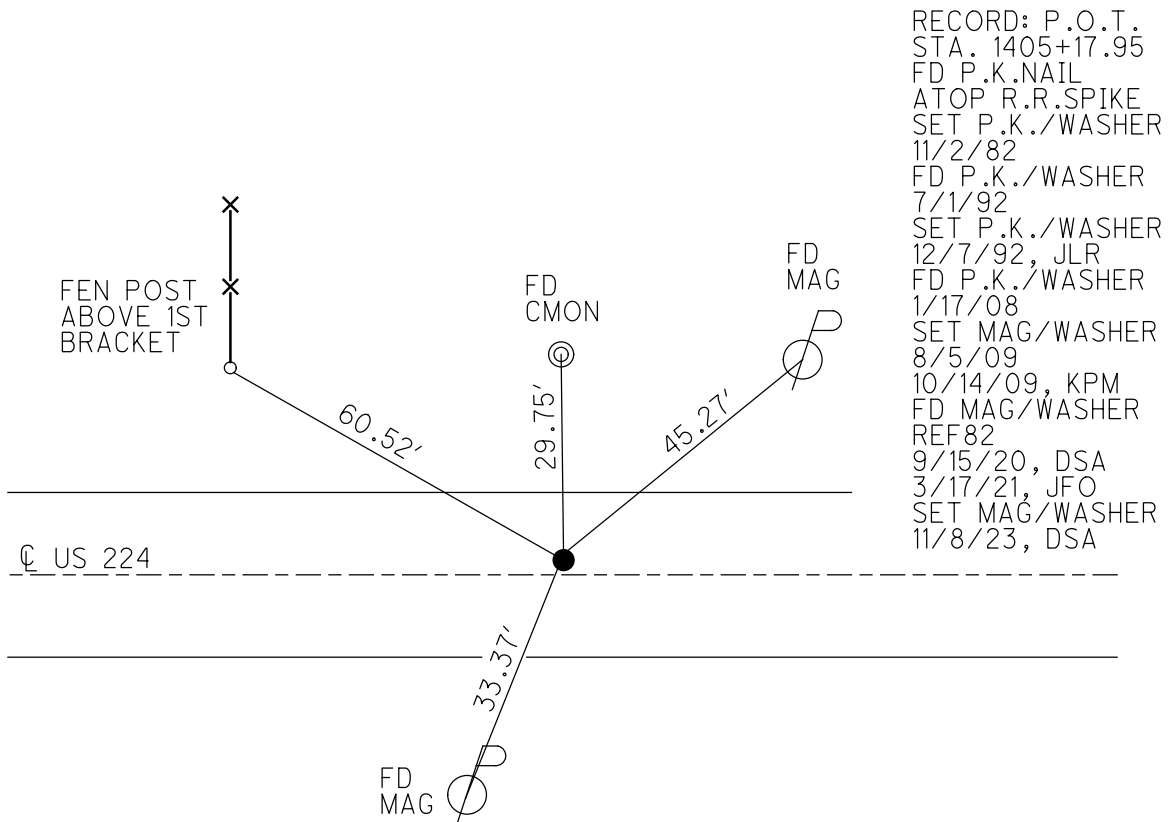 RECORD: P.O.T.
STA. 1405+17.95
FD P.K.NAIL
ATOP R.R.SPIKE
SET P.K./WASHER
11/2/82
FD P.K./WASHER
7/1/92
SET P.K./WASHER
12/7/92, JLR
FD P.K./WASHER
1/17/08
SET MAG/WASHER
8/5/09
10/14/09, KPM
FD MAG/WASHER
REF82
9/15/20, DSA
3/17/21, JFO
SET MAG/WASHER
11/8/23, DSA
FEN POST
ABOVE 1ST
BRACKET
FD
CMON
FD
MAG
60.52'
29.75'
45.27'
℄ US 224
33.37'
FD
MAG